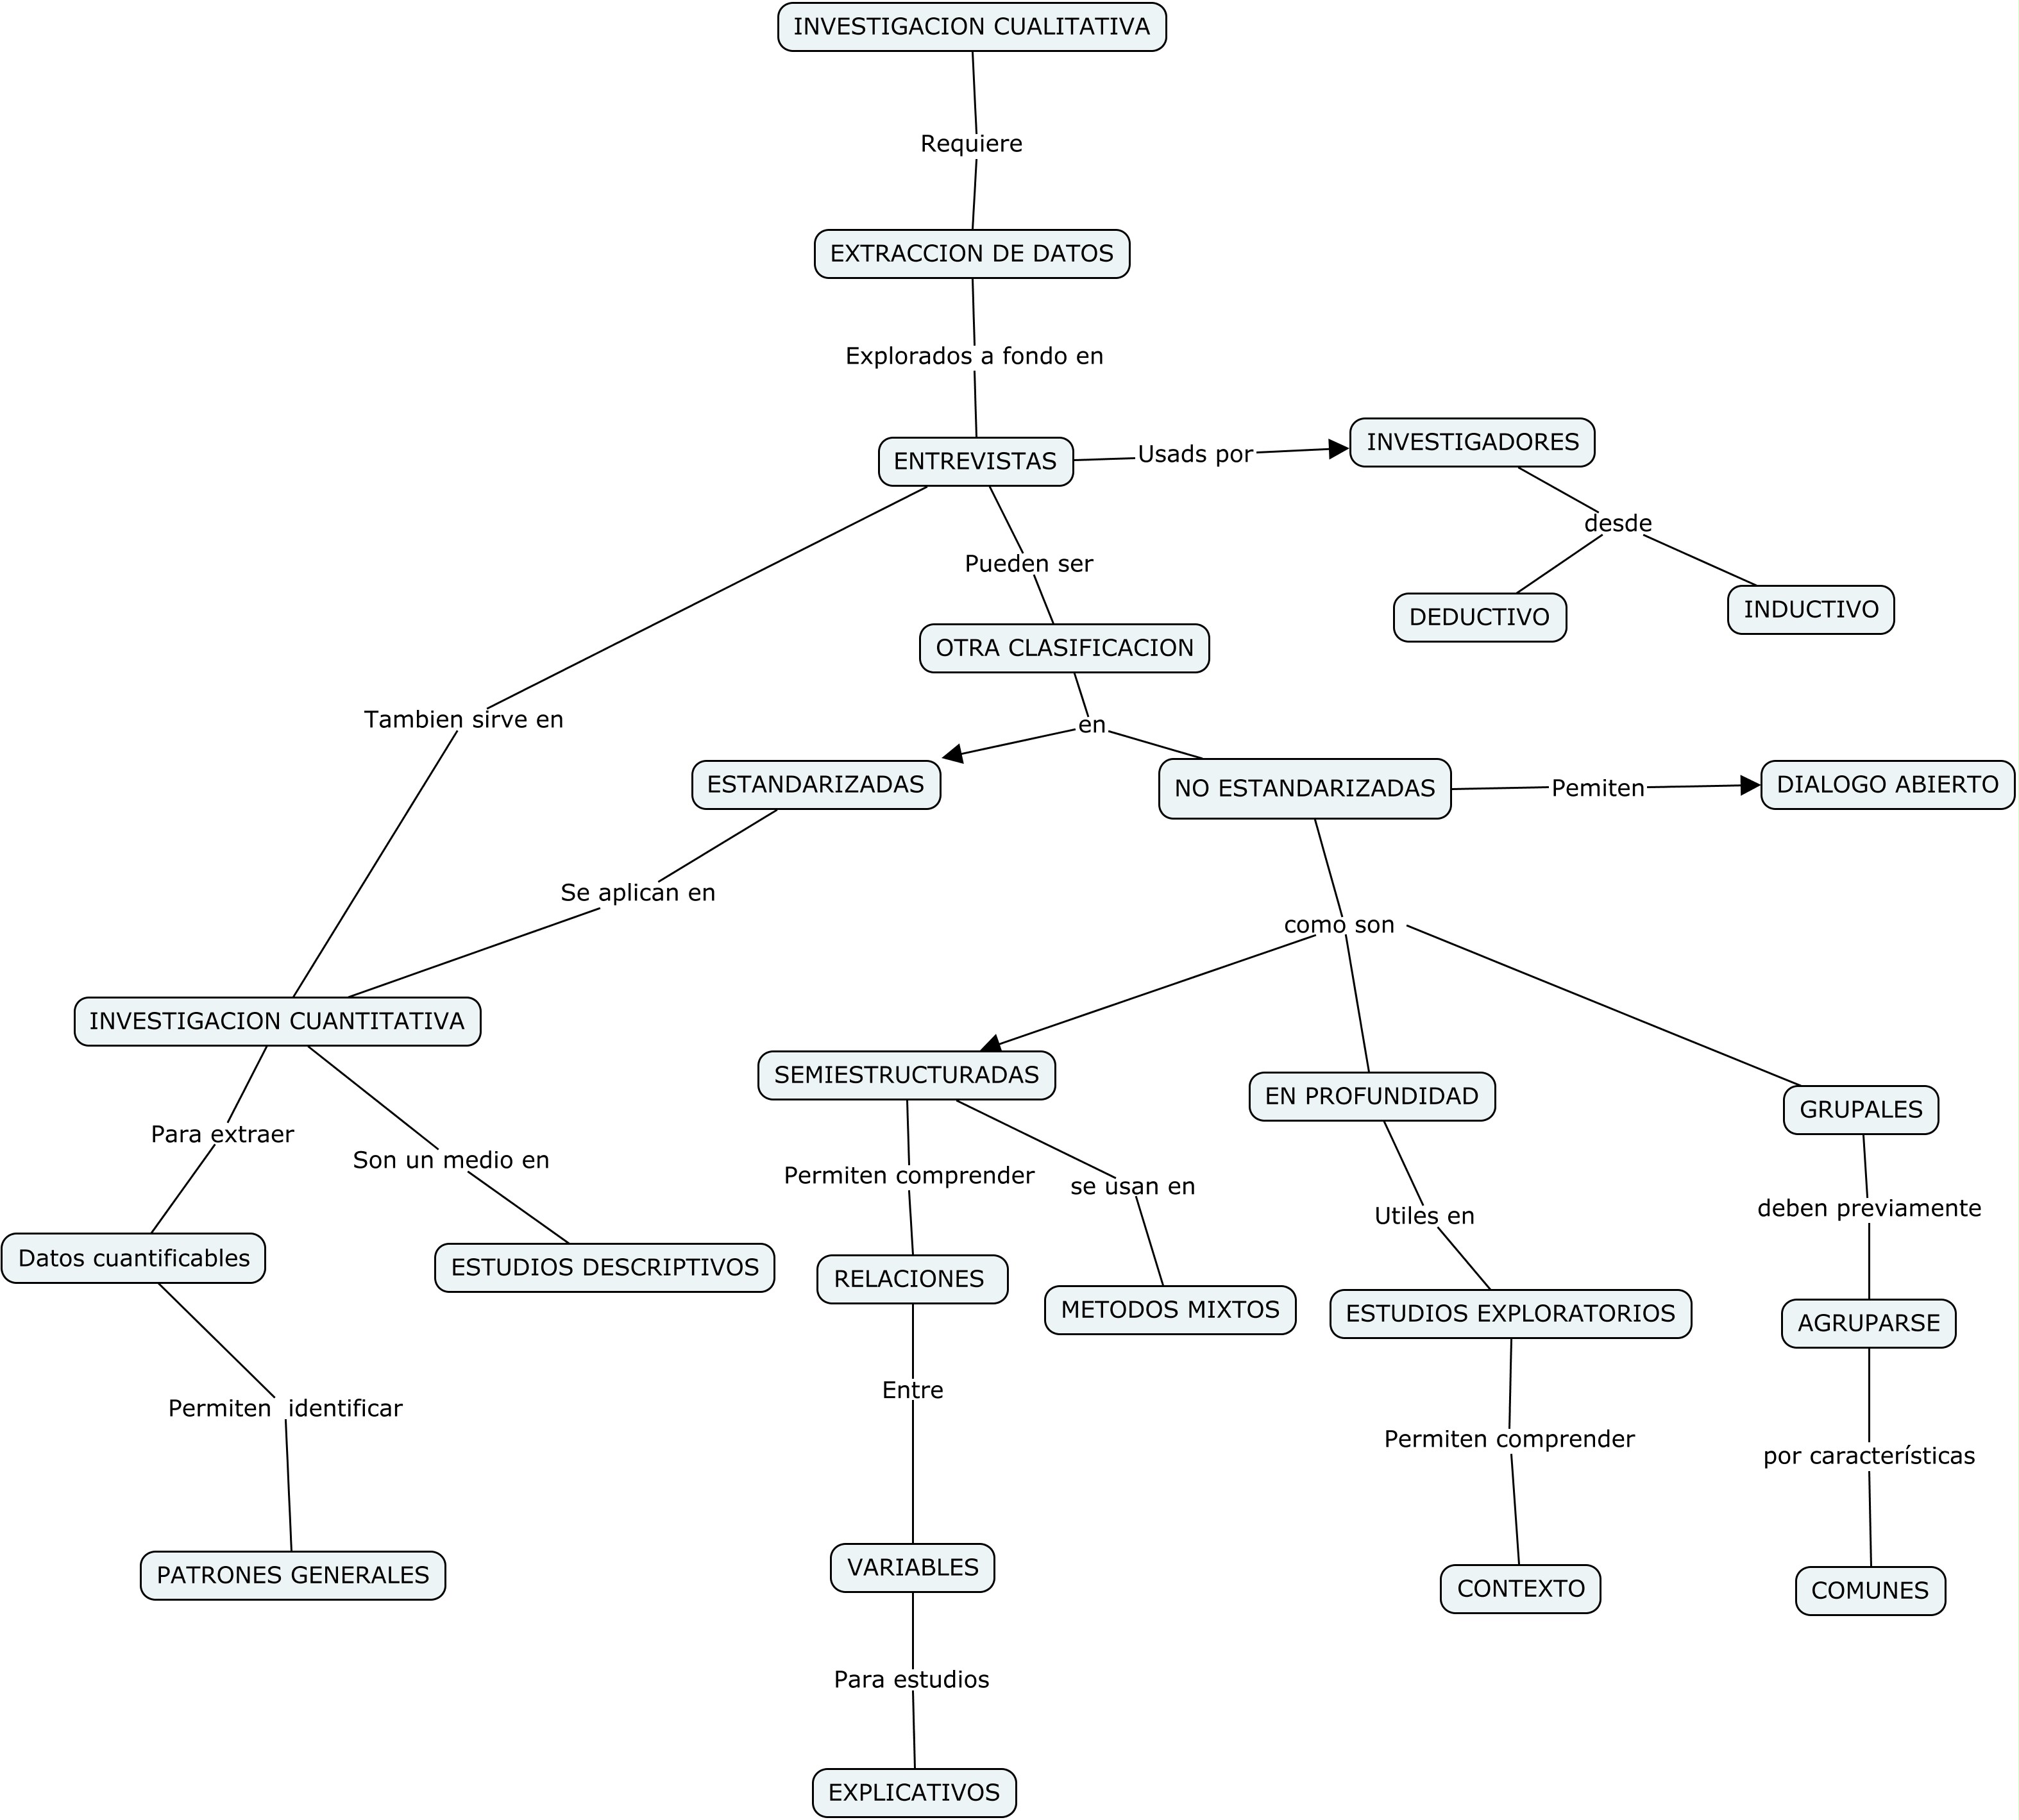 INVESTIGACION CUALITATIVA
Requiere
EXTRACCION DE DATOS
Explorados a fondo en
ENTREVISTAS
Usads por
INVESTIGADORES
desde
DEDUCTIVO
INDUCTIVO
Pueden ser
OTRA CLASIFICACION
Tambien sirve en
en
ESTANDARIZADAS
NO ESTANDARIZADAS
Pemiten
DIALOGO ABIERTO
Se aplican en
como son
INVESTIGACION CUANTITATIVA
SEMIESTRUCTURADAS
EN PROFUNDIDAD
GRUPALES
Para extraer
Son un medio en
Permiten comprender
se usan en
Utiles en
deben previamente
Datos cuantificables
ESTUDIOS DESCRIPTIVOS
RELACIONES
METODOS MIXTOS
ESTUDIOS EXPLORATORIOS
AGRUPARSE
Permiten  identificar
Entre
Permiten comprender
por características
PATRONES GENERALES
VARIABLES
CONTEXTO
COMUNES
Para estudios
EXPLICATIVOS